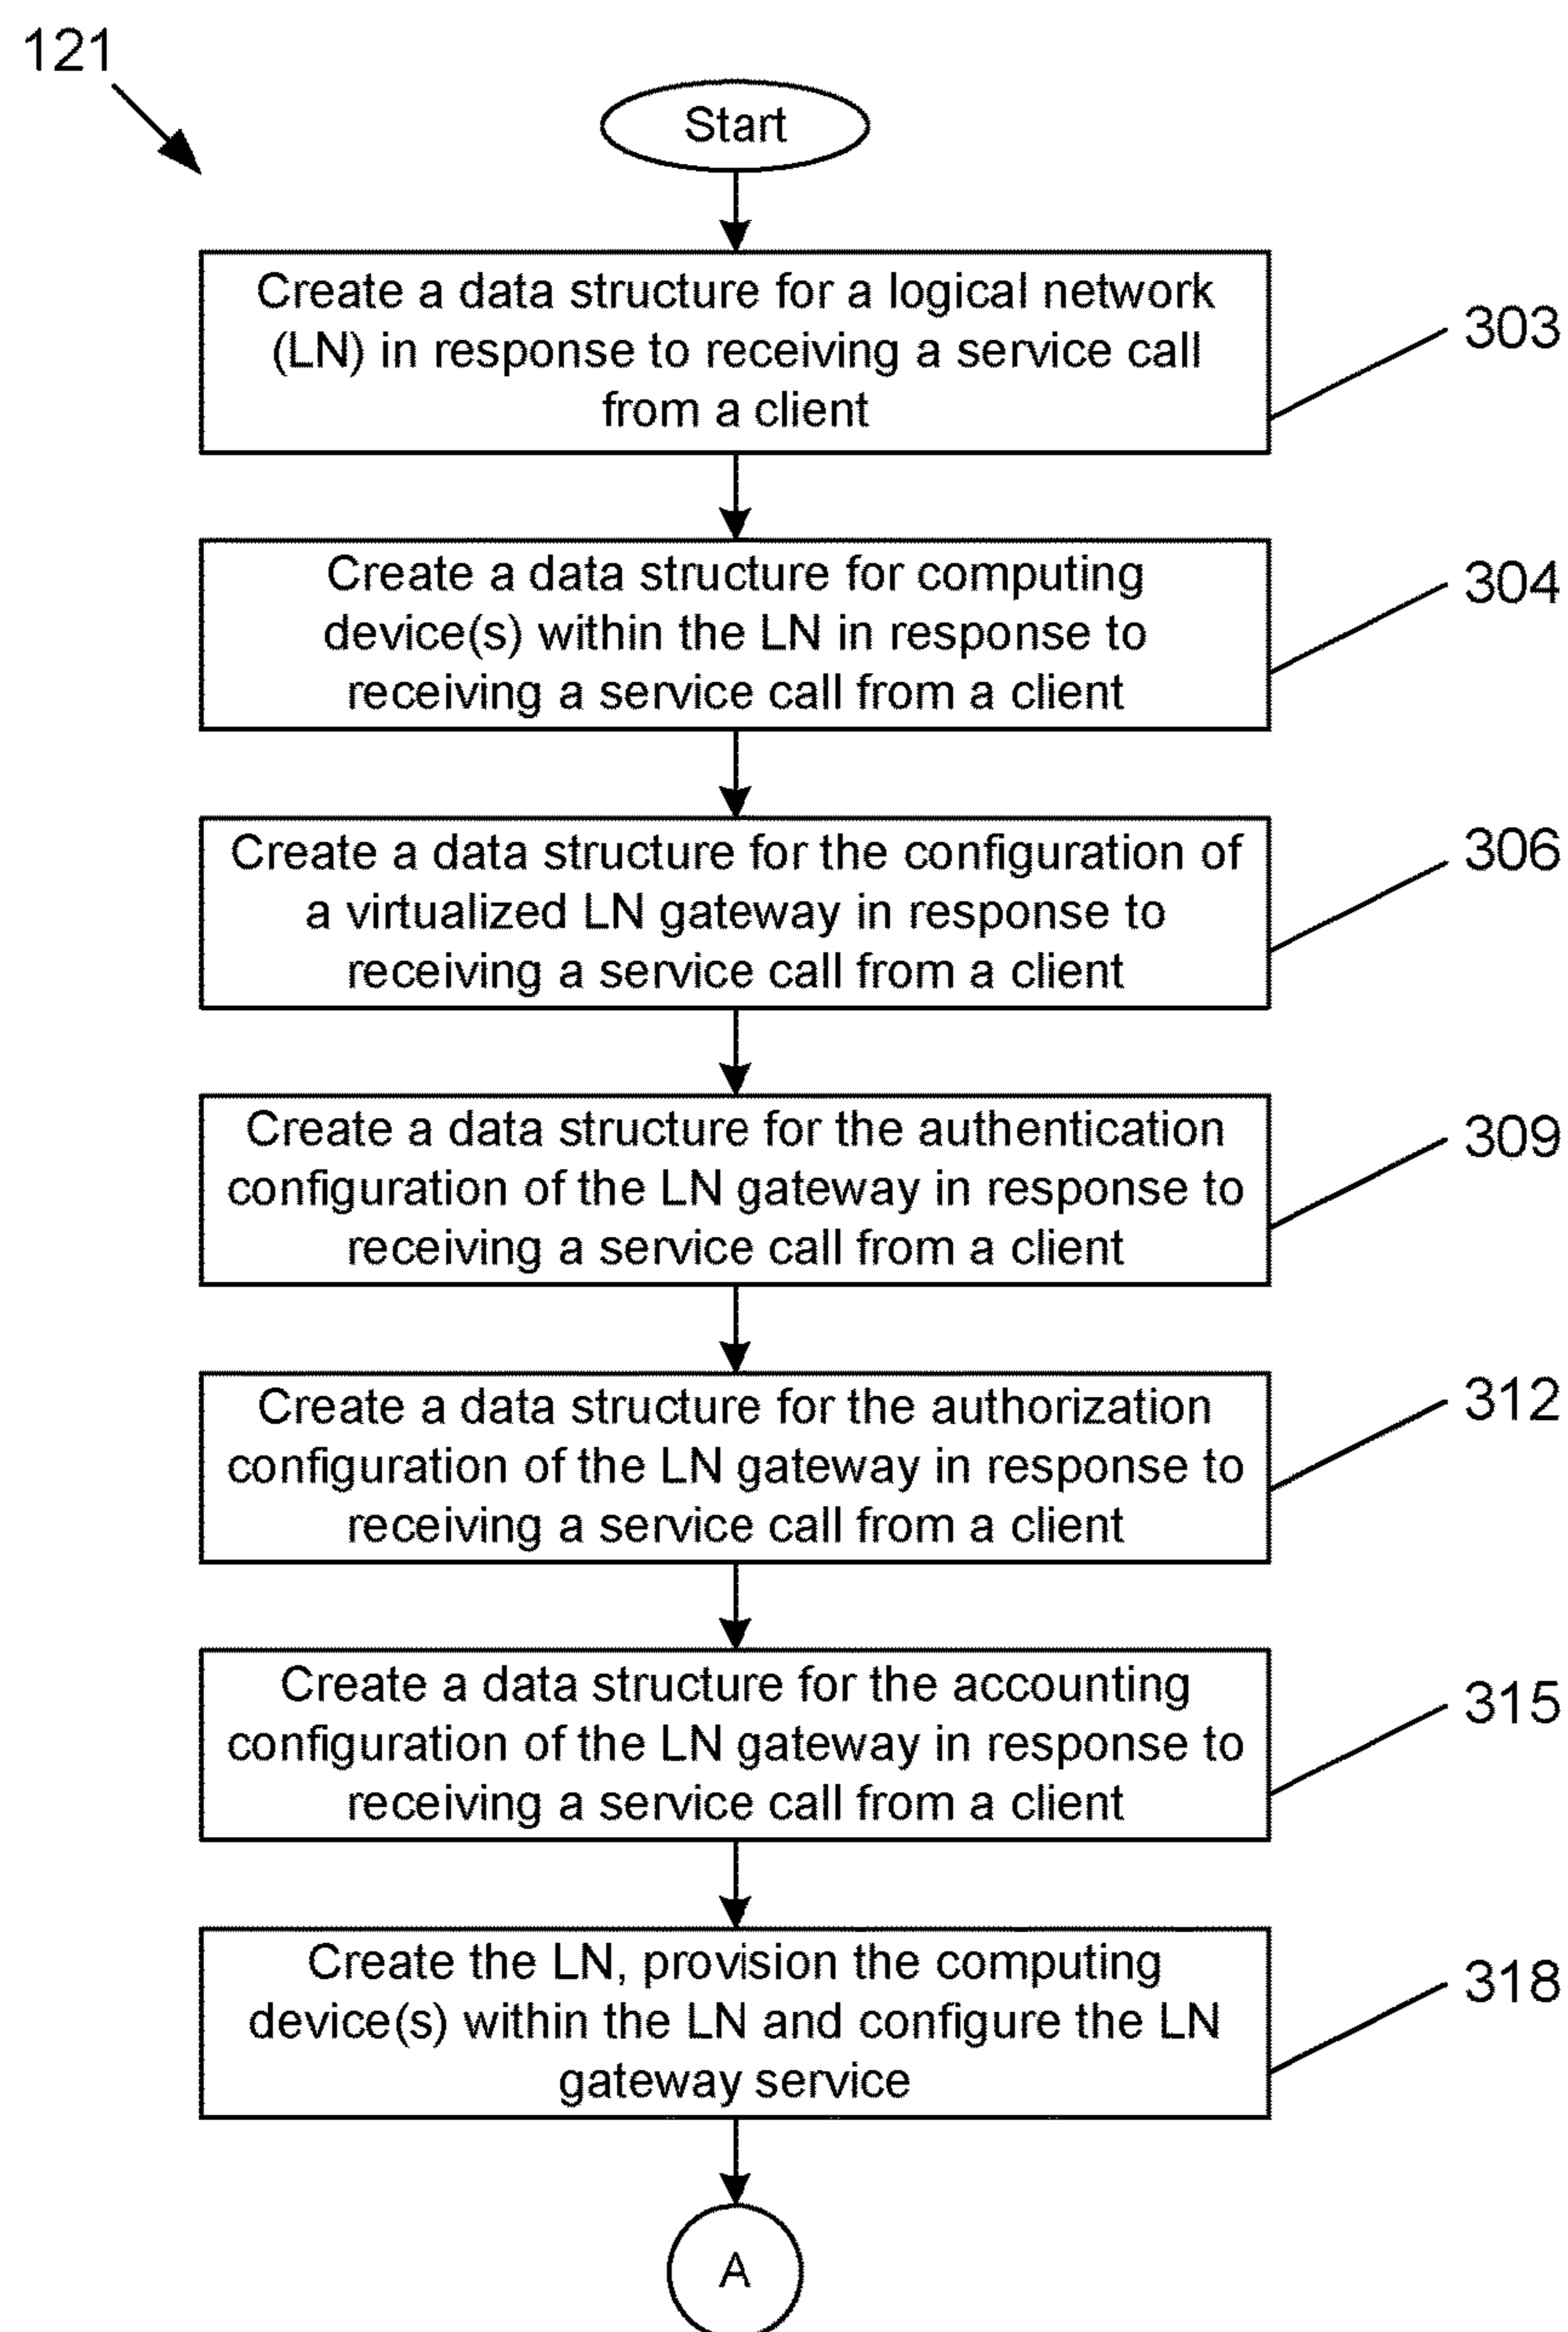 121
Start
Create a data structure for a logical network
(LN) in response to receiving a service call
from a client
303
Create a data structure for computing
device(s) within the LN in response to
receiving a service call from a client
304
Create a data structure for the configuration of
a virtualized LN gateway in response to
receiving a service call from a client
306
Create a data structure for the authentication
configuration of the LN gateway in response to
receiving a service call from a client
309
Create a data structure for the authorization
configuration of the LN gateway in response to
receiving a service call from a client
312
Create a data structure for the accounting
configuration of the LN gateway in response to
receiving a service call from a client
315
Create the LN, provision the computing
device(s) within the LN and configure the LN
gateway service
318
A